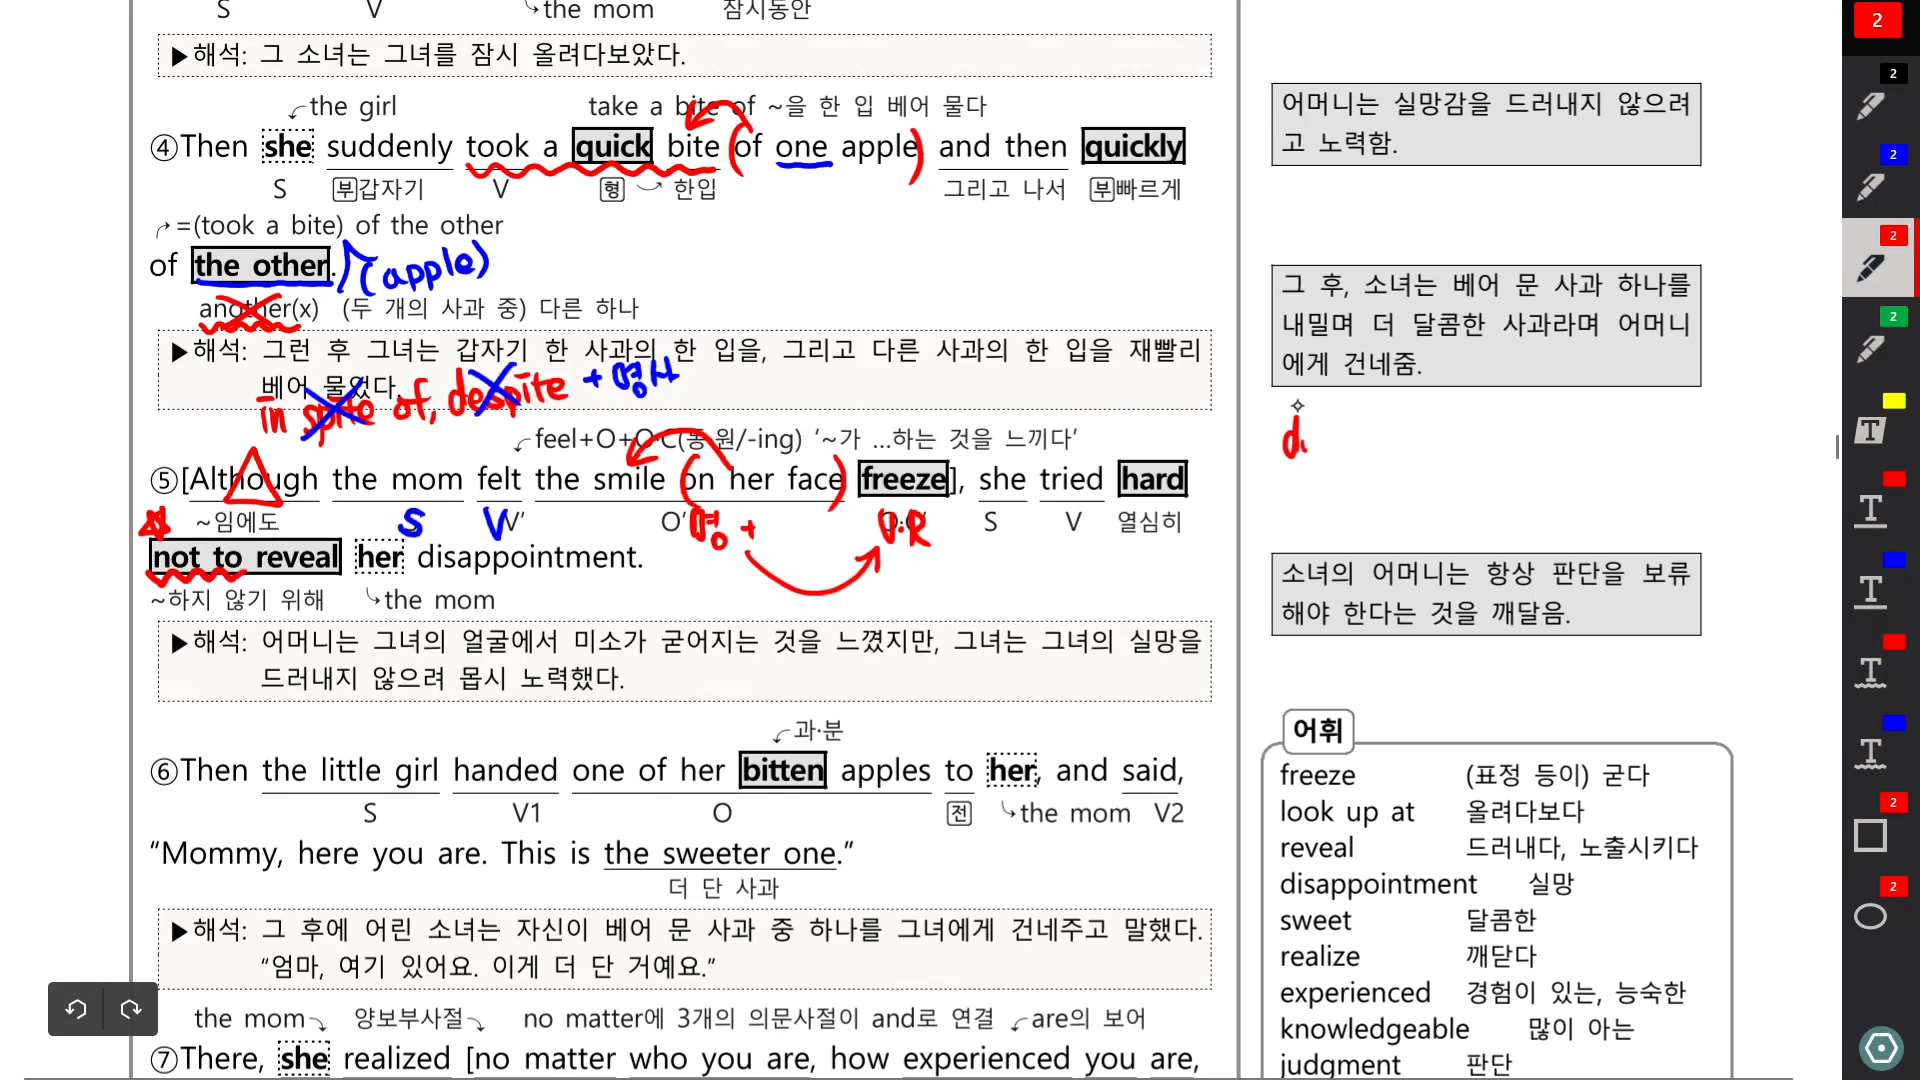 S V ↳the mom 잠시동안
▶해석: 그 소녀는 그녀를 잠시 올려다보았다.
the girl take a bite of ~을 한 입 베어 물다
④Then she suddenly took a quick bite (of one apple) and then quickly
S 부갑자기 V 형 한입 그리고 나서 부빠르게
=(took a bite) of the other
of the other. (apple)
another(x) (두 개의 사과 중) 다른 하나
▶해석: 그런 후 그녀는 갑자기 한 사과의 한 입을, 그리고 다른 사과의 한 입을 재빨리
베어 물었다.
in spite of, despite + 명사
feel+O+O·C(동.원/-ing) ‘~가 ...하는 것을 느끼다’
⑤[Although the mom felt (the smile (on her face) freeze], she tried hard
~임에도 S V V’ O’ 명 + V·R S V 열심히
not to reveal her disappointment.
~하지 않기 위해 ↳the mom
▶해석: 어머니는 그녀의 얼굴에서 미소가 굳어지는 것을 느꼈지만, 그녀는 그녀의 실망을
드러내지 않으려 몹시 노력했다.
과·분
⑥Then the little girl handed one of her bitten apples to her, and said,
S V1 O 전 ↳the mom V2
“Mommy, here you are. This is the sweeter one.”
더 단 사과
▶해석: 그 후에 어린 소녀는 자신이 베어 문 사과 중 하나를 그녀에게 건네주고 말했다.
“엄마, 여기 있어요. 이게 더 단 거예요.”
the mom 양보부사절 no matter에 3개의 의문사절이 and로 연결 are의 보어
⑦There, she realized [no matter who you are, how experienced you are,
어머니는 실망감을 드러내지 않으려
고 노력함.
그 후, 소녀는 베어 문 사과 하나를
내밀며 더 달콤한 사과라며 어머니
에게 건네줌.
소녀의 어머니는 항상 판단을 보류
해야 한다는 것을 깨달음.
어휘
freeze (표정 등이) 굳다
look up at 올려다보다
reveal 드러내다, 노출시키다
disappointment 실망
sweet 달콤한
realize 깨닫다
experienced 경험이 있는, 능숙한
knowledgeable 많이 아는
judgment 판단
2
2
2
2
2
T
T
T
T
T
2
2